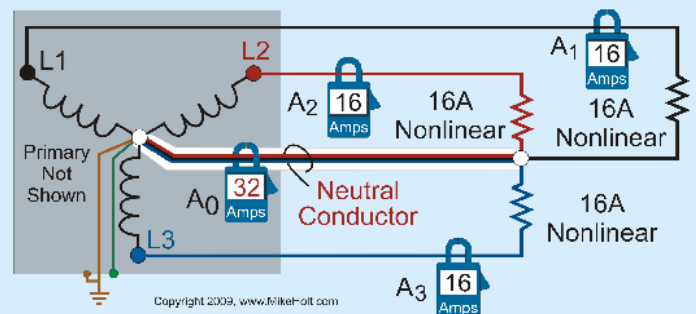 L1
L2
A1
16
Amps
A2
16
Amps
16A
Nonlinear
16A
Nonlinear
Primary
Not
Shown
A0
32
Amps
Neutral
Conductor
L3
16A
Nonlinear
A3
16
Amps
Copyright 2009, www.MikeHolt.com